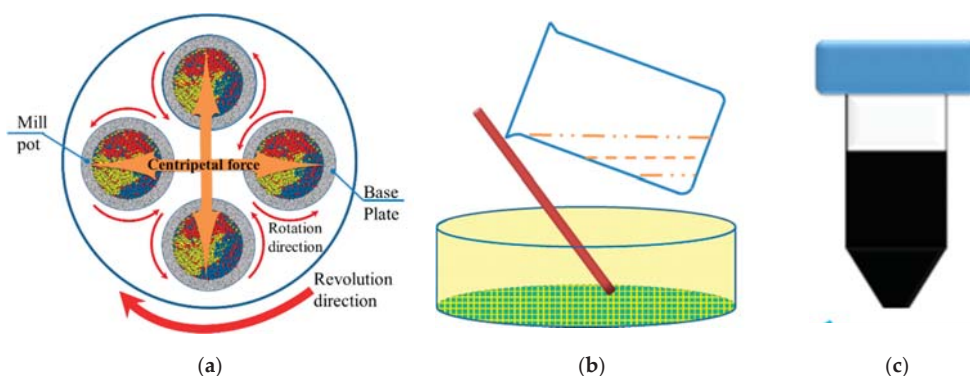 Mill
pot
Centripetal force
Base
Plate
Rotation
direction
Revolution
direction
(a)
(b)
(c)